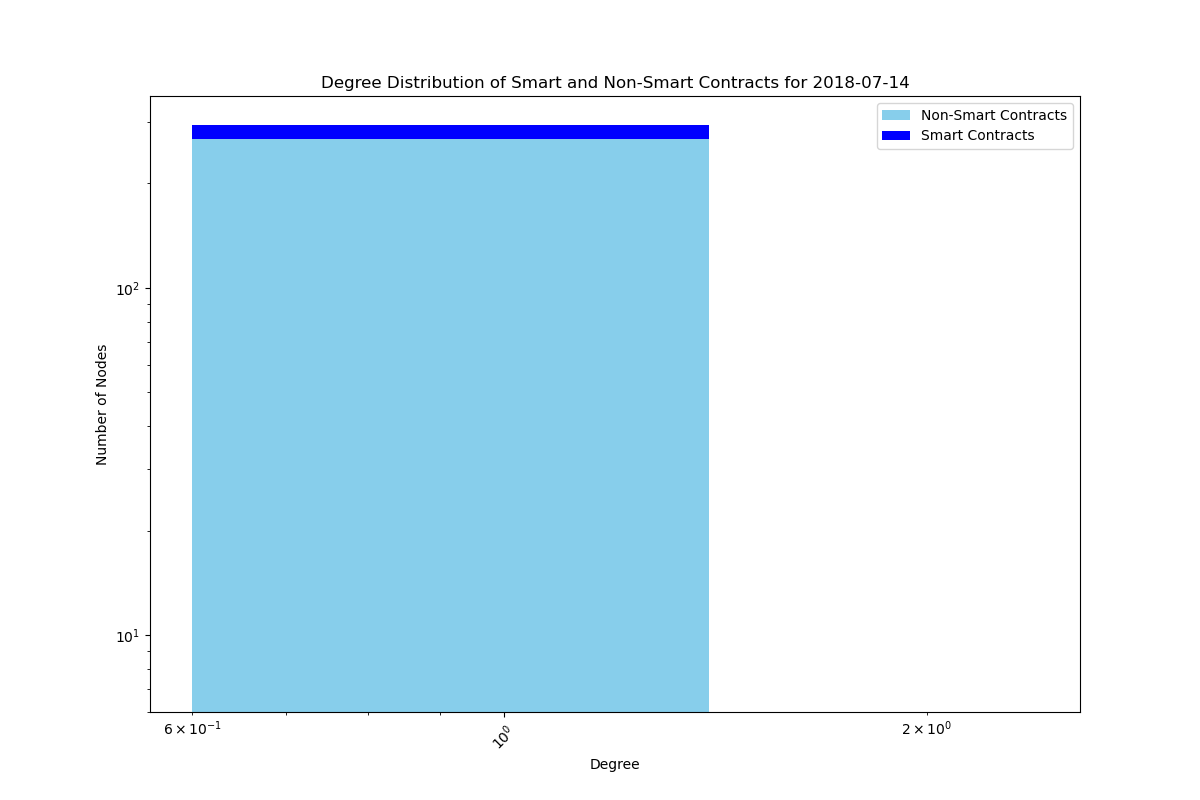 Degree Distribution of Smart and Non-Smart Contracts for 2018-07-14
Non-Smart Contracts
Smart Contracts
Number of Nodes
10²
10¹
6 × 10⁻¹
10⁰
2 × 10⁰
Degree